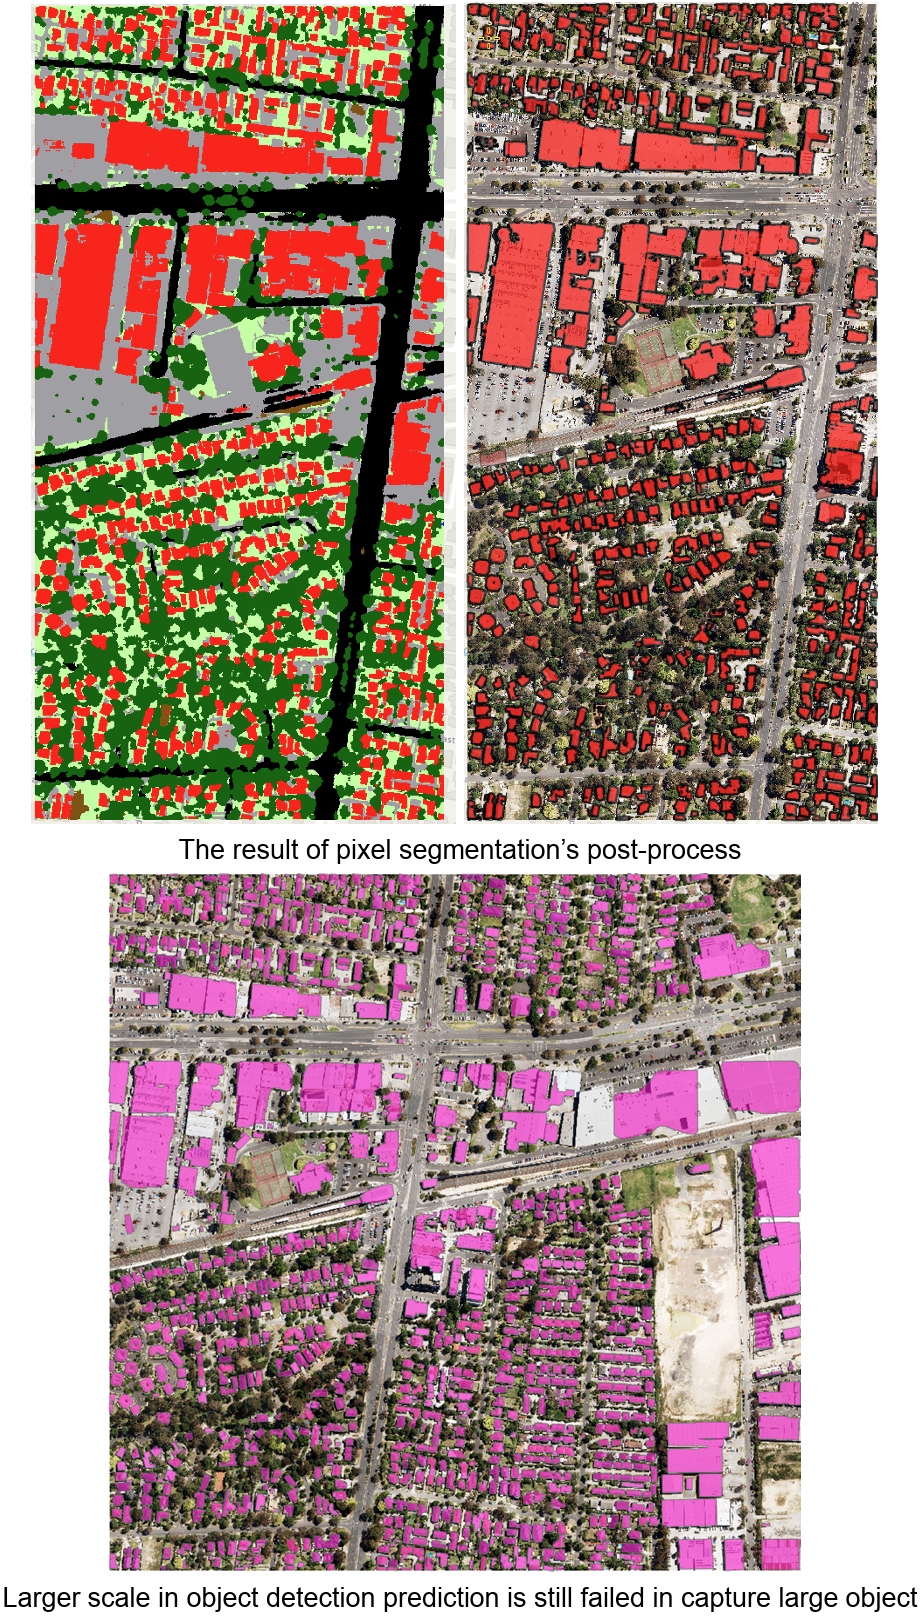 The result of pixel segmentation’s post-process
Larger scale in object detection prediction is still failed in capture large object